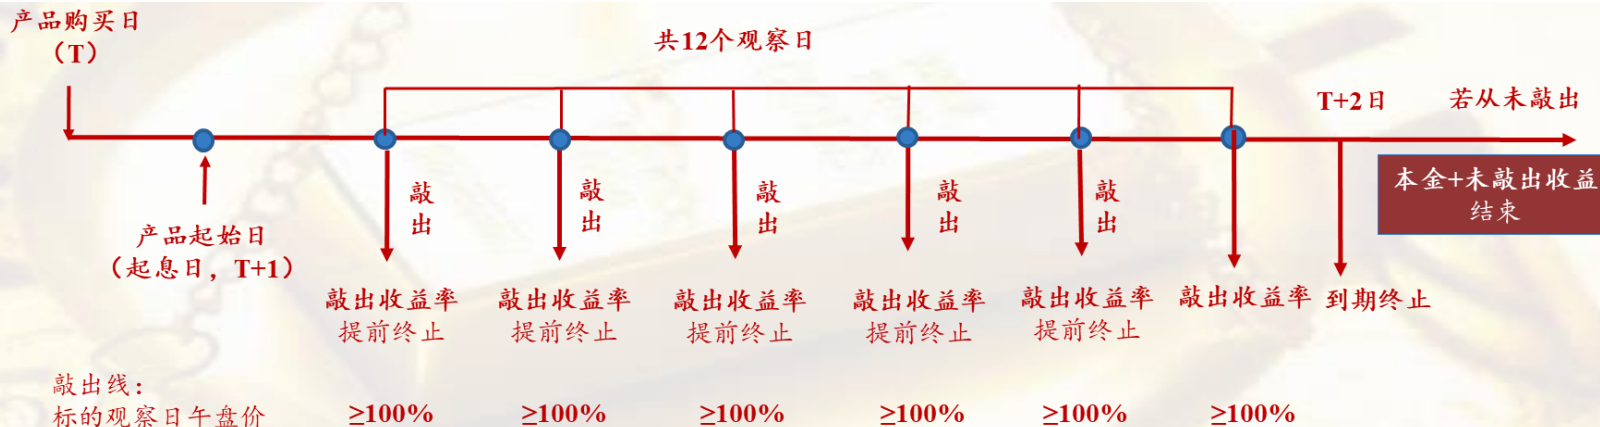 产品购买日
（T）
共12个观察日
T+2日
若从未敲出
本金+未敲出收益
结束
敲出
敲出
敲出
敲出
敲出
产品起始日
（起息日，T+1）
敲出收益率
提前终止
敲出收益率
提前终止
敲出收益率
提前终止
敲出收益率
提前终止
敲出收益率
提前终止
敲出收益率
到期终止
敲出线：
标的观察日午盘价
≥100%
≥100%
≥100%
≥100%
≥100%
≥100%